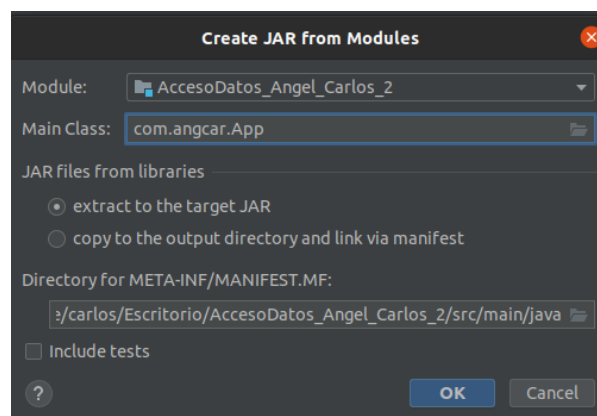 Create JAR from Modules
Module: AccesoDatos_Angel_Carlos_2
Main Class: com.angcar.App
JAR files from libraries
extract to the target JAR
copy to the output directory and link via manifest
Directory for META-INF/MANIFEST.MF:
e/carlos/Escritorio/AccesoDatos_Angel_Carlos_2/src/main/java
Include tests
? OK Cancel